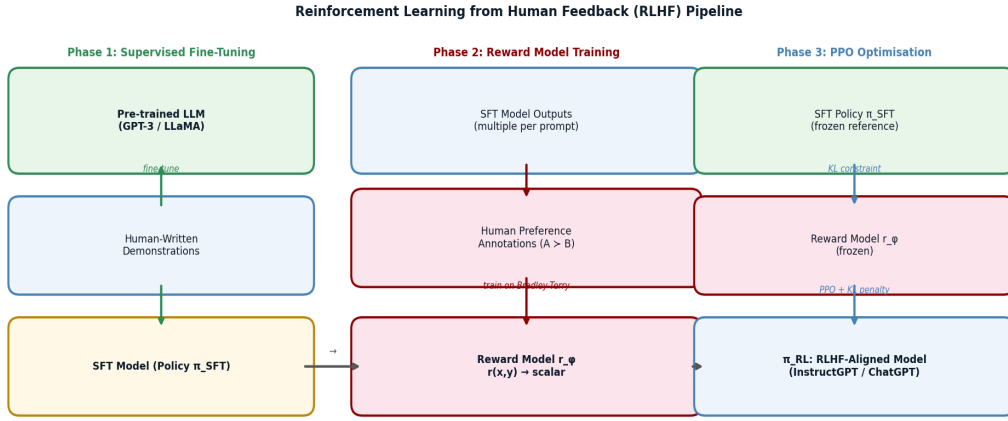 Reinforcement Learning from Human Feedback (RLHF) Pipeline
Phase 1: Supervised Fine-Tuning
Pre-trained LLM
(GPT-3 / LLaMA)
fine-tune
Human-Written
Demonstrations
SFT Model (Policy π_SFT)
→
Phase 2: Reward Model Training
SFT Model Outputs
(multiple per prompt)
Human Preference
Annotations (A ≻ B)
train on Bradley-Terry
Reward Model r_φ
r(x,y) → scalar
Phase 3: PPO Optimisation
SFT Policy π_SFT
(frozen reference)
KL constraint
Reward Model r_φ
(frozen)
PPO + KL penalty
π_RL: RLHF-Aligned Model
(InstructGPT / ChatGPT)